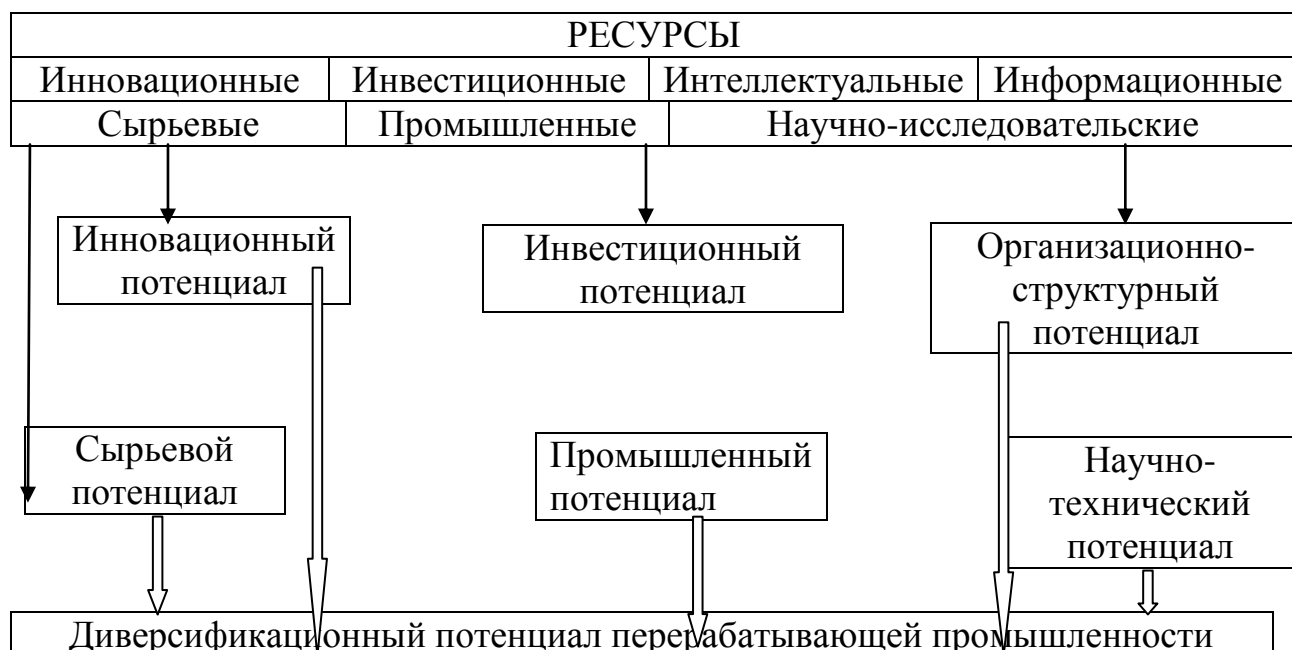 РЕСУРСЫ
Инновационные Инвестиционные Интеллектуальные Информационные
Сырьевые Промышленные Научно-исследовательские
Инновационный
потенциал
Инвестиционный
потенциал
Организационно-
структурный
потенциал
Сырьевой
потенциал
Промышленный
потенциал
Научно-
технический
потенциал
Диверсификационный потенциал перерабатывающей промышленности